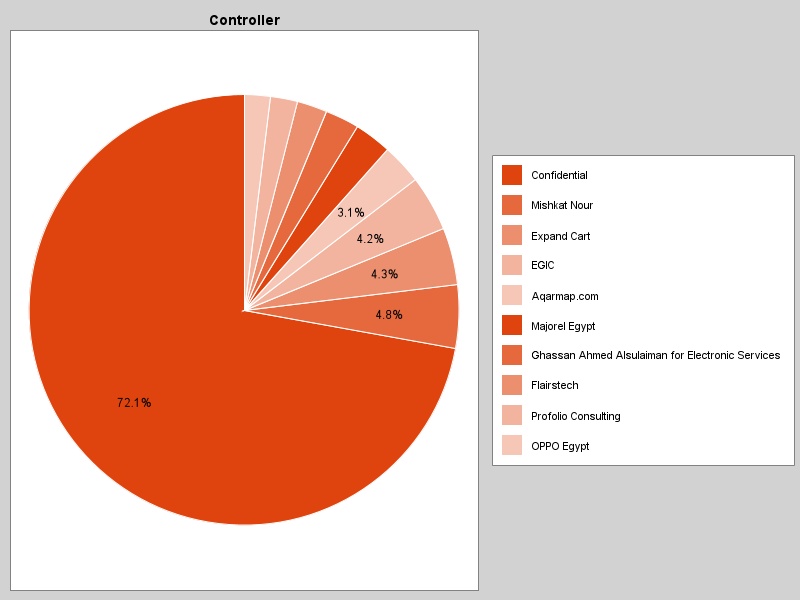 Controller
3.1%
4.2%
4.3%
4.8%
72.1%
Confidential
Mishkat Nour
Expand Cart
EGIC
Aqarmap.com
Majorel Egypt
Ghassan Ahmed Alsulaiman for Electronic Services
Flairstech
Profolio Consulting
OPPO Egypt